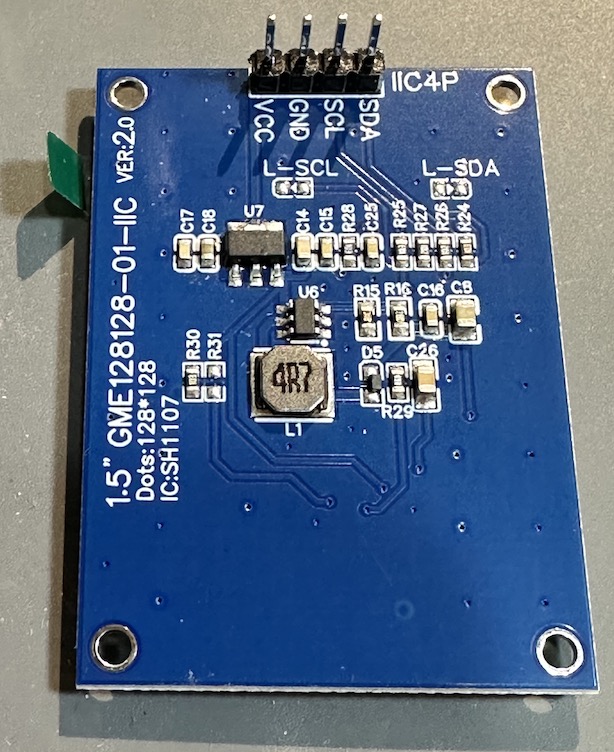 IIC4P
VCC GND SCL SDA
L-SCL L-SDA
1.5" GME128128-01-IIC VER:2.0
Dots:128*128
IC:SH1107
C17 C18 U7 C14 C15 R28 C25 R25 R27 R26 R24
U6 R15 R16 C16 C8
R30 R31 4R7 D5 C26
R29
L1